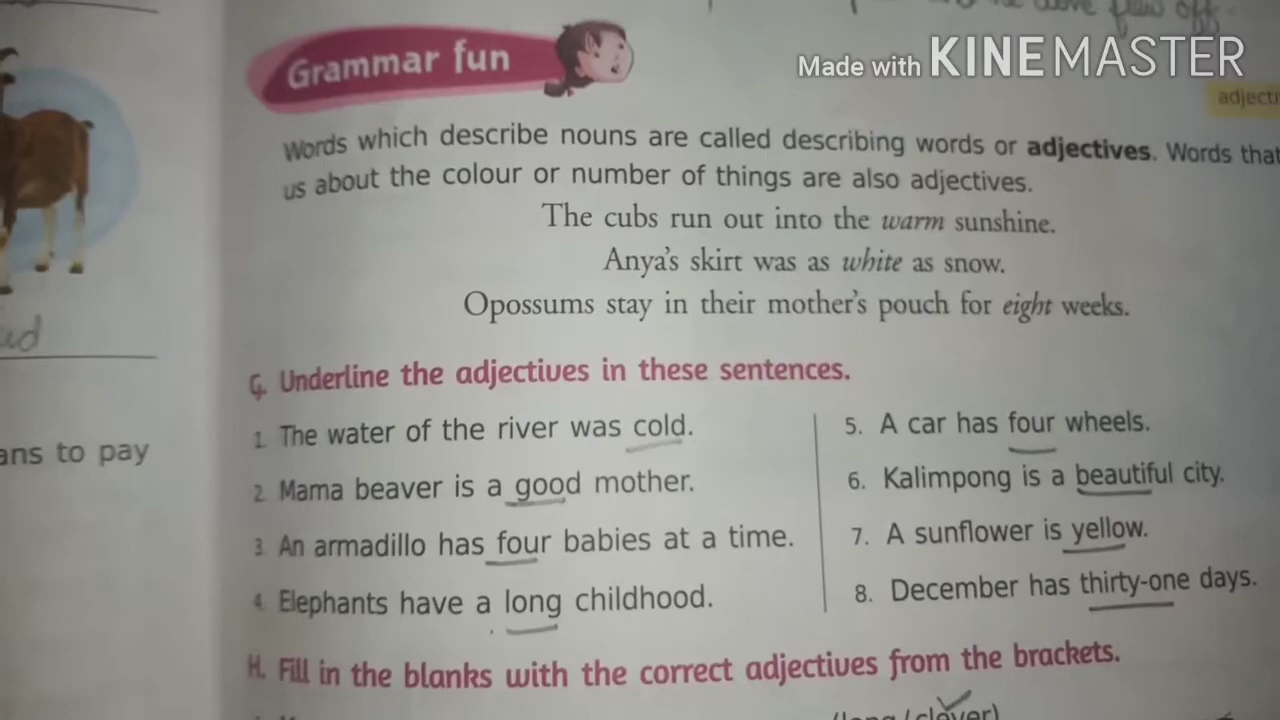 flew off.
Made with KINEMASTER
Grammar fun
adjecti
Words which describe nouns are called describing words or adjectives. Words that
us about the colour or number of things are also adjectives.
The cubs run out into the warm sunshine.
Anya's skirt was as white as snow.
Opossums stay in their mother's pouch for eight weeks.
ans to pay
G. Underline the adjectives in these sentences.
1. The water of the river was cold.
2. Mama beaver is a good mother.
3. An armadillo has four babies at a time.
4. Elephants have a long childhood.
5. A car has four wheels.
6. Kalimpong is a beautiful city.
7. A sunflower is yellow.
8. December has thirty-one days.
H. Fill in the blanks with the correct adjectives from the brackets.
(long / clever)